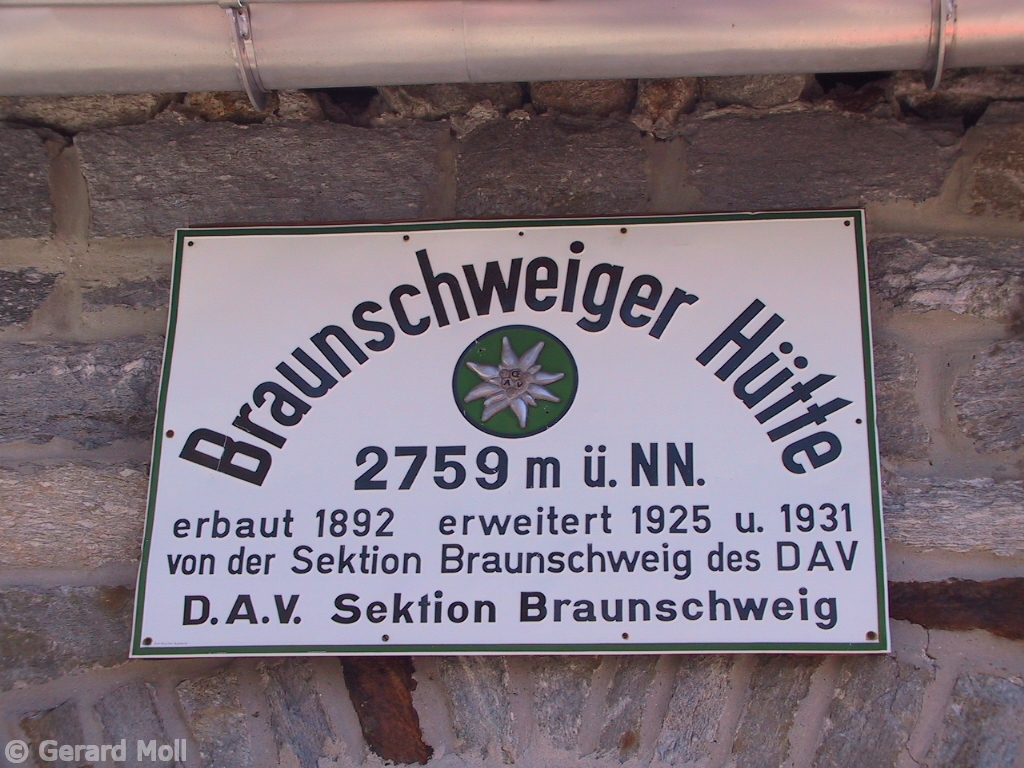 Braunschweiger Hütte
2759 m ü. NN.
erbaut 1892 erweitert 1925 u. 1931
von der Sektion Braunschweig des DAV
D.A.V. Sektion Braunschweig
© Gerard Moll